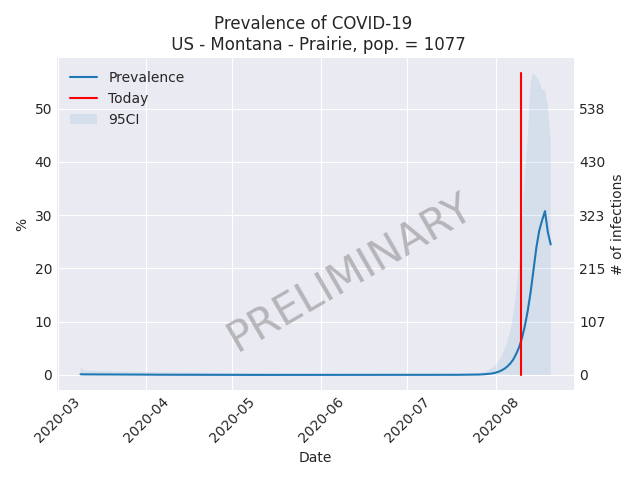 Prevalence of COVID-19
US - Montana - Prairie, pop. = 1077
Prevalence
Today
95CI
50
40
30
20
10
0
538
430
323
215
107
0
%
# of infections
PRELIMINARY
2020-03
2020-04
2020-05
2020-06
2020-07
2020-08
Date